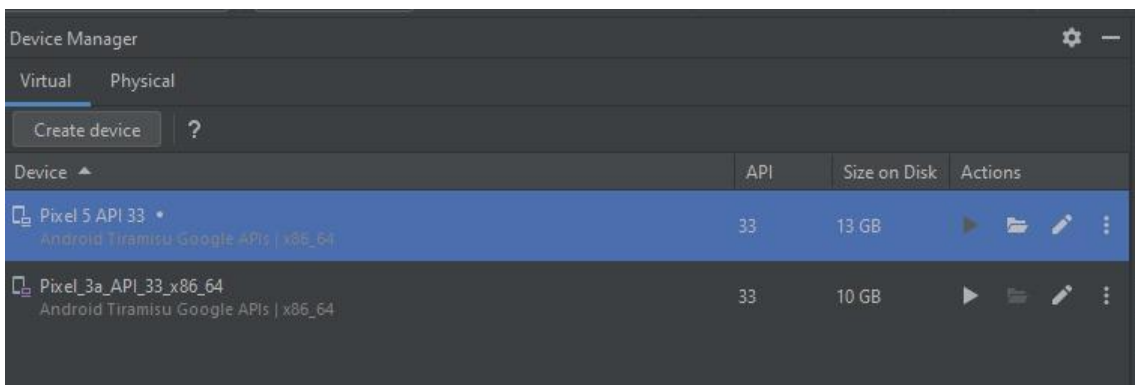 Device Manager
Virtual Physical
Create device ?
Device API Size on Disk Actions
Pixel 5 API 33 • 33 13 GB
Android Tiramisu Google APIs | x86_64
Pixel_3a_API_33_x86_64 33 10 GB
Android Tiramisu Google APIs | x86_64